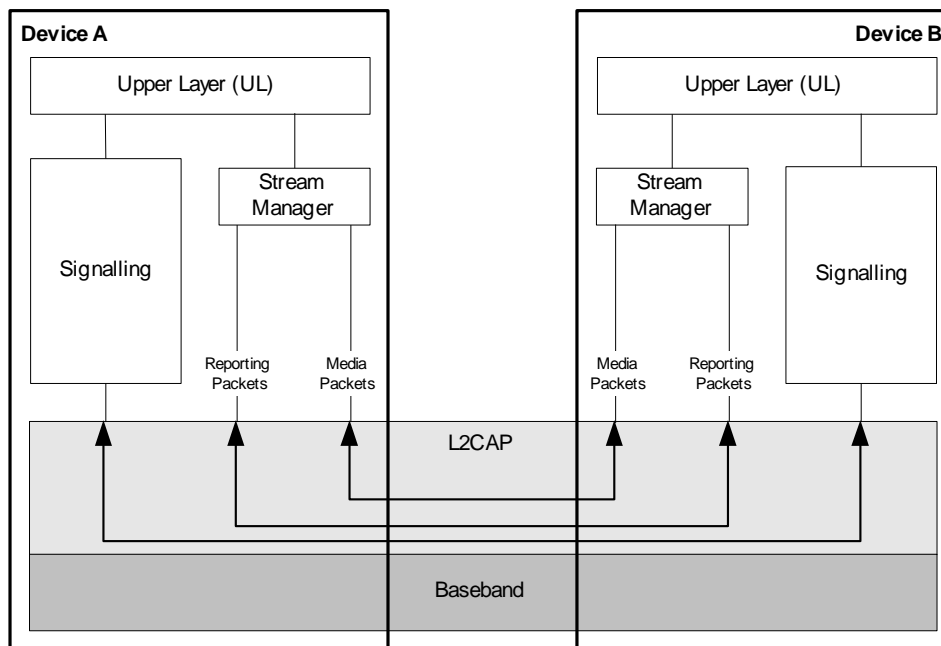 Device A
Device B
Upper Layer (UL)
Upper Layer (UL)
Stream
Manager
Stream
Manager
Signalling
Signalling
Reporting
Packets
Media
Packets
Media
Packets
Reporting
Packets
L2CAP
Baseband